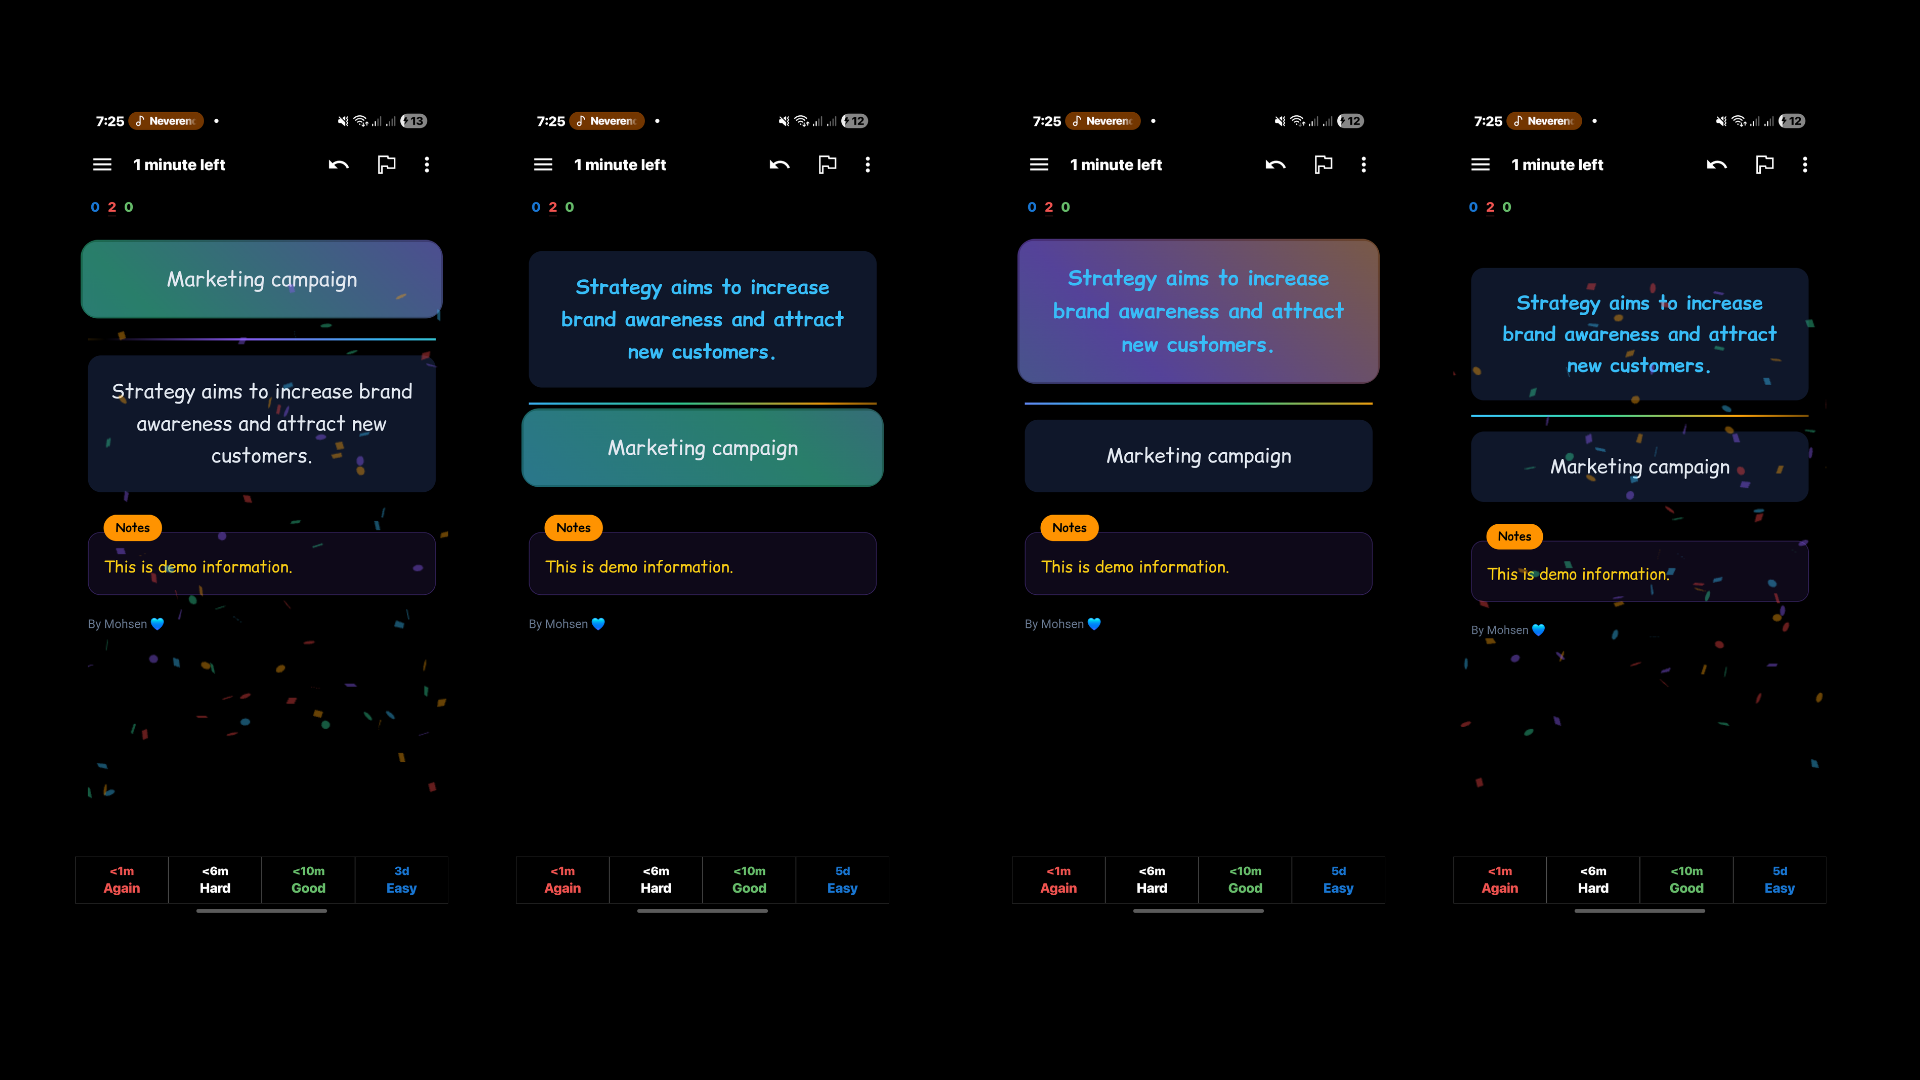 7:25 Neveren 13
1 minute left
0 2 0
Marketing campaign
Strategy aims to increase brand
awareness and attract new
customers.
Notes
This is demo information.
By Mohsen 💙
<1m <6m <10m 3d
Again Hard Good Easy
7:25 Neveren 12
1 minute left
0 2 0
Strategy aims to increase
brand awareness and attract
new customers.
Marketing campaign
Notes
This is demo information.
By Mohsen 💙
<1m <6m <10m 5d
Again Hard Good Easy
7:25 Neveren 12
1 minute left
0 2 0
Strategy aims to increase
brand awareness and attract
new customers.
Marketing campaign
Notes
This is demo information.
By Mohsen 💙
<1m <6m <10m 5d
Again Hard Good Easy
7:25 Neveren 12
1 minute left
0 2 0
Strategy aims to increase
brand awareness and attract
new customers.
Marketing campaign
Notes
This is demo information.
By Mohsen 💙
<1m <6m <10m 5d
Again Hard Good Easy